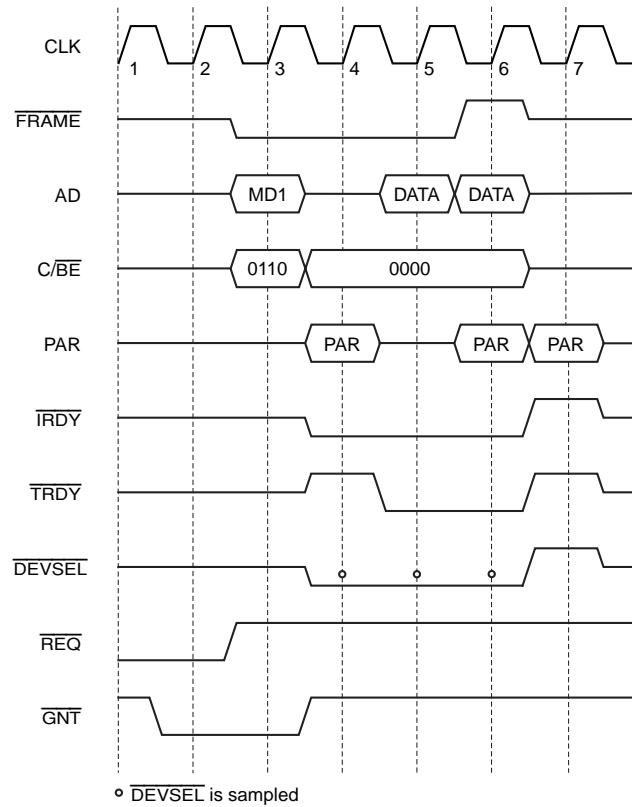 CLK
1 2 3 4 5 6 7
FRAME
AD MD1 DATA DATA
C/BE 0110 0000
PAR PAR PAR PAR
IRDY
TRDY
DEVSEL
REQ
GNT
DEVSEL is sampled